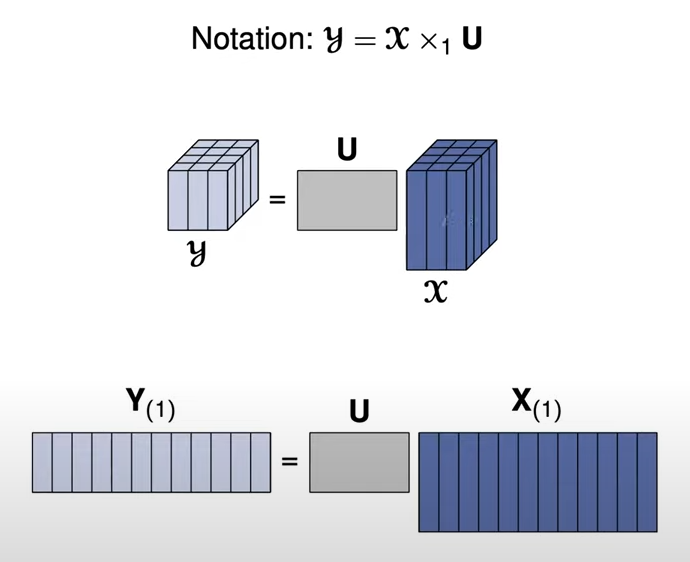 Notation: 𝓨 = 𝓧 ×₁ U
U
=
𝓨
𝓧
Y₍₁₎
U
X₍₁₎
=